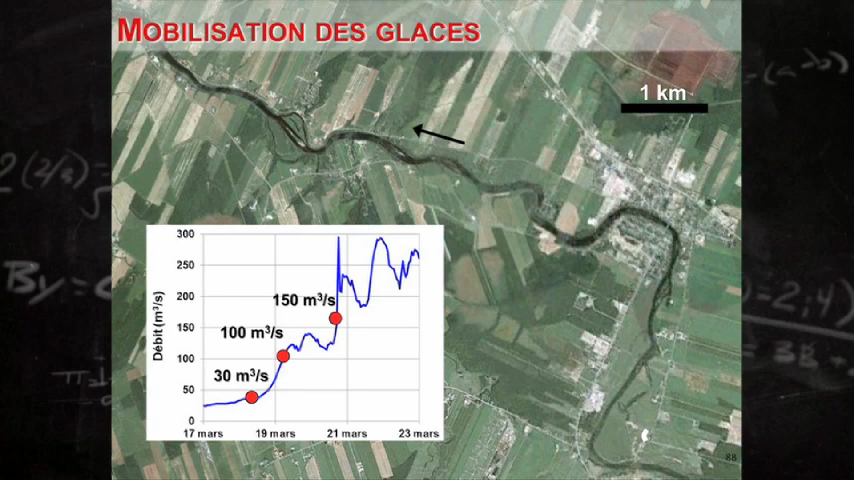 MOBILISATION DES GLACES
1 km
300
250
200
150
100
50
0
Débit (m³/s)
150 m³/s
100 m³/s
30 m³/s
17 mars
19 mars
21 mars
23 mars
88